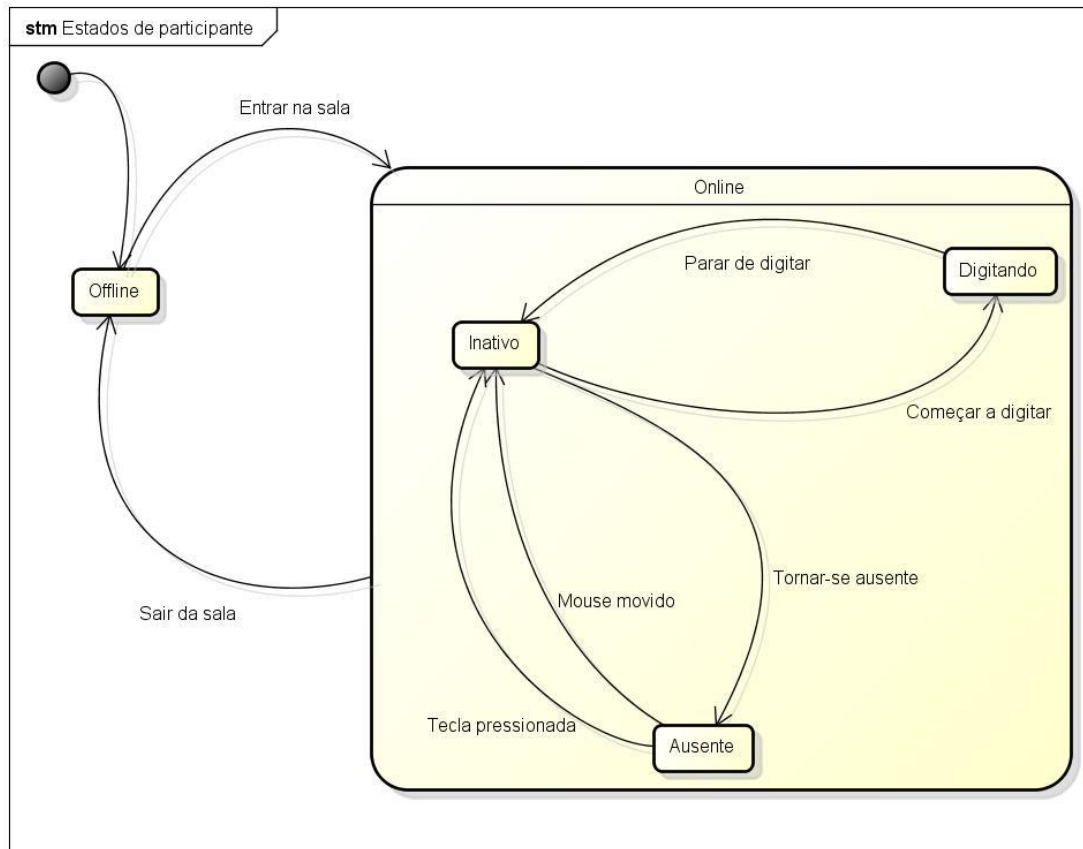 stm Estados de participante
Entrar na sala
Online
Parar de digitar
Digitando
Offline
Inativo
Começar a digitar
Tornar-se ausente
Mouse movido
Sair da sala
Tecla pressionada
Ausente